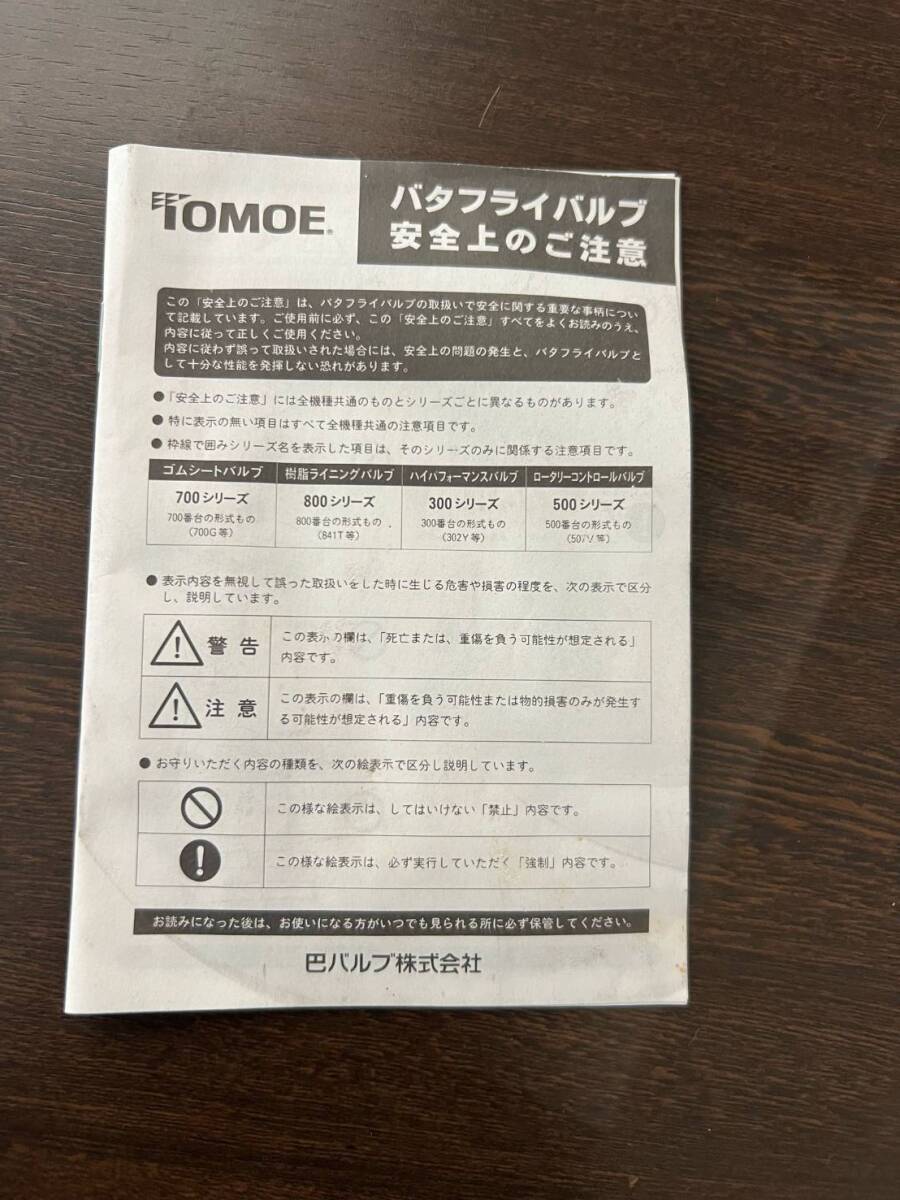 TOMOE®
バタフライバルブ
安全上のご注意
この「安全上のご注意」は、バタフライバルブの取扱いで安全に関する重要な事柄につい
て記載しています。ご使用前に必ず、この「安全上のご注意」すべてをよくお読みのうえ、
内容に従って正しくご使用ください。
内容に従わず誤って取扱いされた場合には、安全上の問題の発生と、バタフライバルブと
して十分な性能を発揮しない恐れがあります。
●「安全上のご注意」には全機種共通のものとシリーズごとに異なるものがあります。
● 特に表示の無い項目はすべて全機種共通の注意項目です。
● 枠線で囲みシリーズ名を表示した項目は、そのシリーズのみに関係する注意項目です。
ゴムシートバルブ 樹脂ライニングバルブ ハイパフォーマンスバルブ ロータリーコントロールバルブ
700シリーズ 800シリーズ 300シリーズ 500シリーズ
700番台の形式もの 800番台の形式もの 300番台の形式もの 500番台の形式もの
(700G等) (841T等) (302Y等) (507V等)
● 表示内容を無視して誤った取扱いをした時に生じる危害や損害の程度を、次の表示で区分
し、説明しています。
警告
この表示の欄は、「死亡または、重傷を負う可能性が想定される」
内容です。
注意
この表示の欄は、「重傷を負う可能性または物的損害のみが発生す
る可能性が想定される」内容です。
● お守りいただく内容の種類を、次の絵表示で区分し説明しています。
この様な絵表示は、してはいけない「禁止」内容です。
この様な絵表示は、必ず実行していただく「強制」内容です。
お読みになった後は、お使いになる方がいつでも見られる所に必ず保管してください。
巴バルブ株式会社